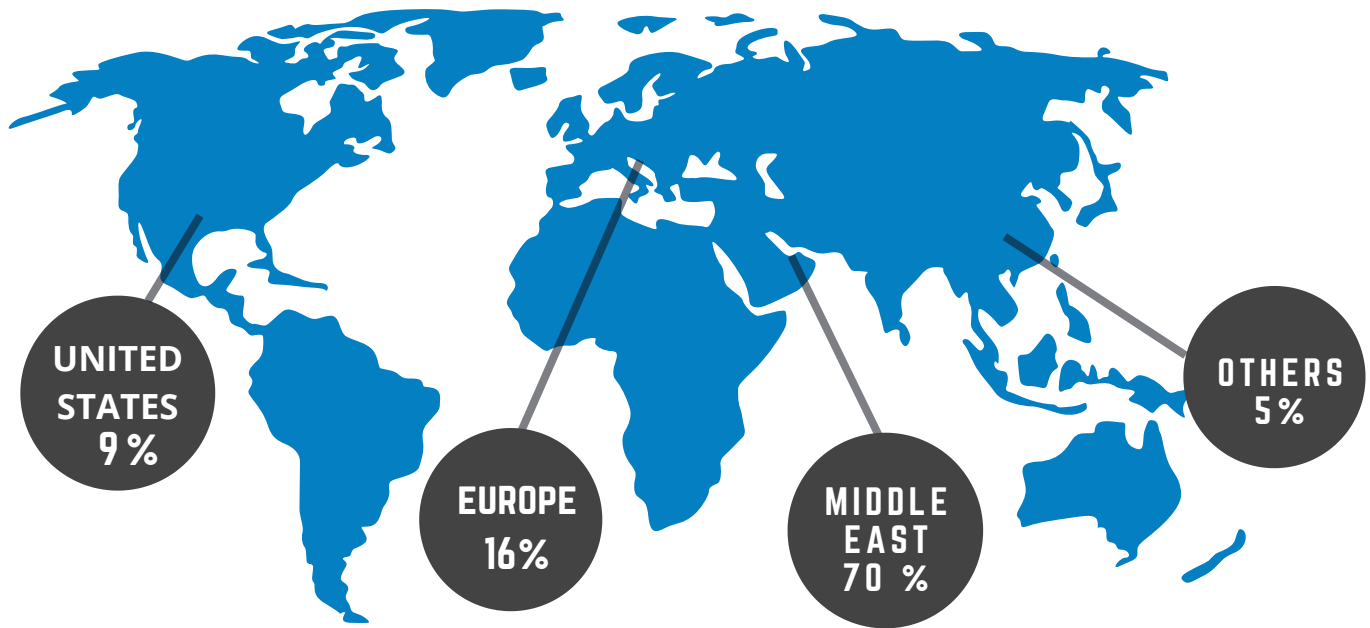 UNITED
STATES
9%
EUROPE
16%
MIDDLE
EAST
70 %
OTHERS
5%